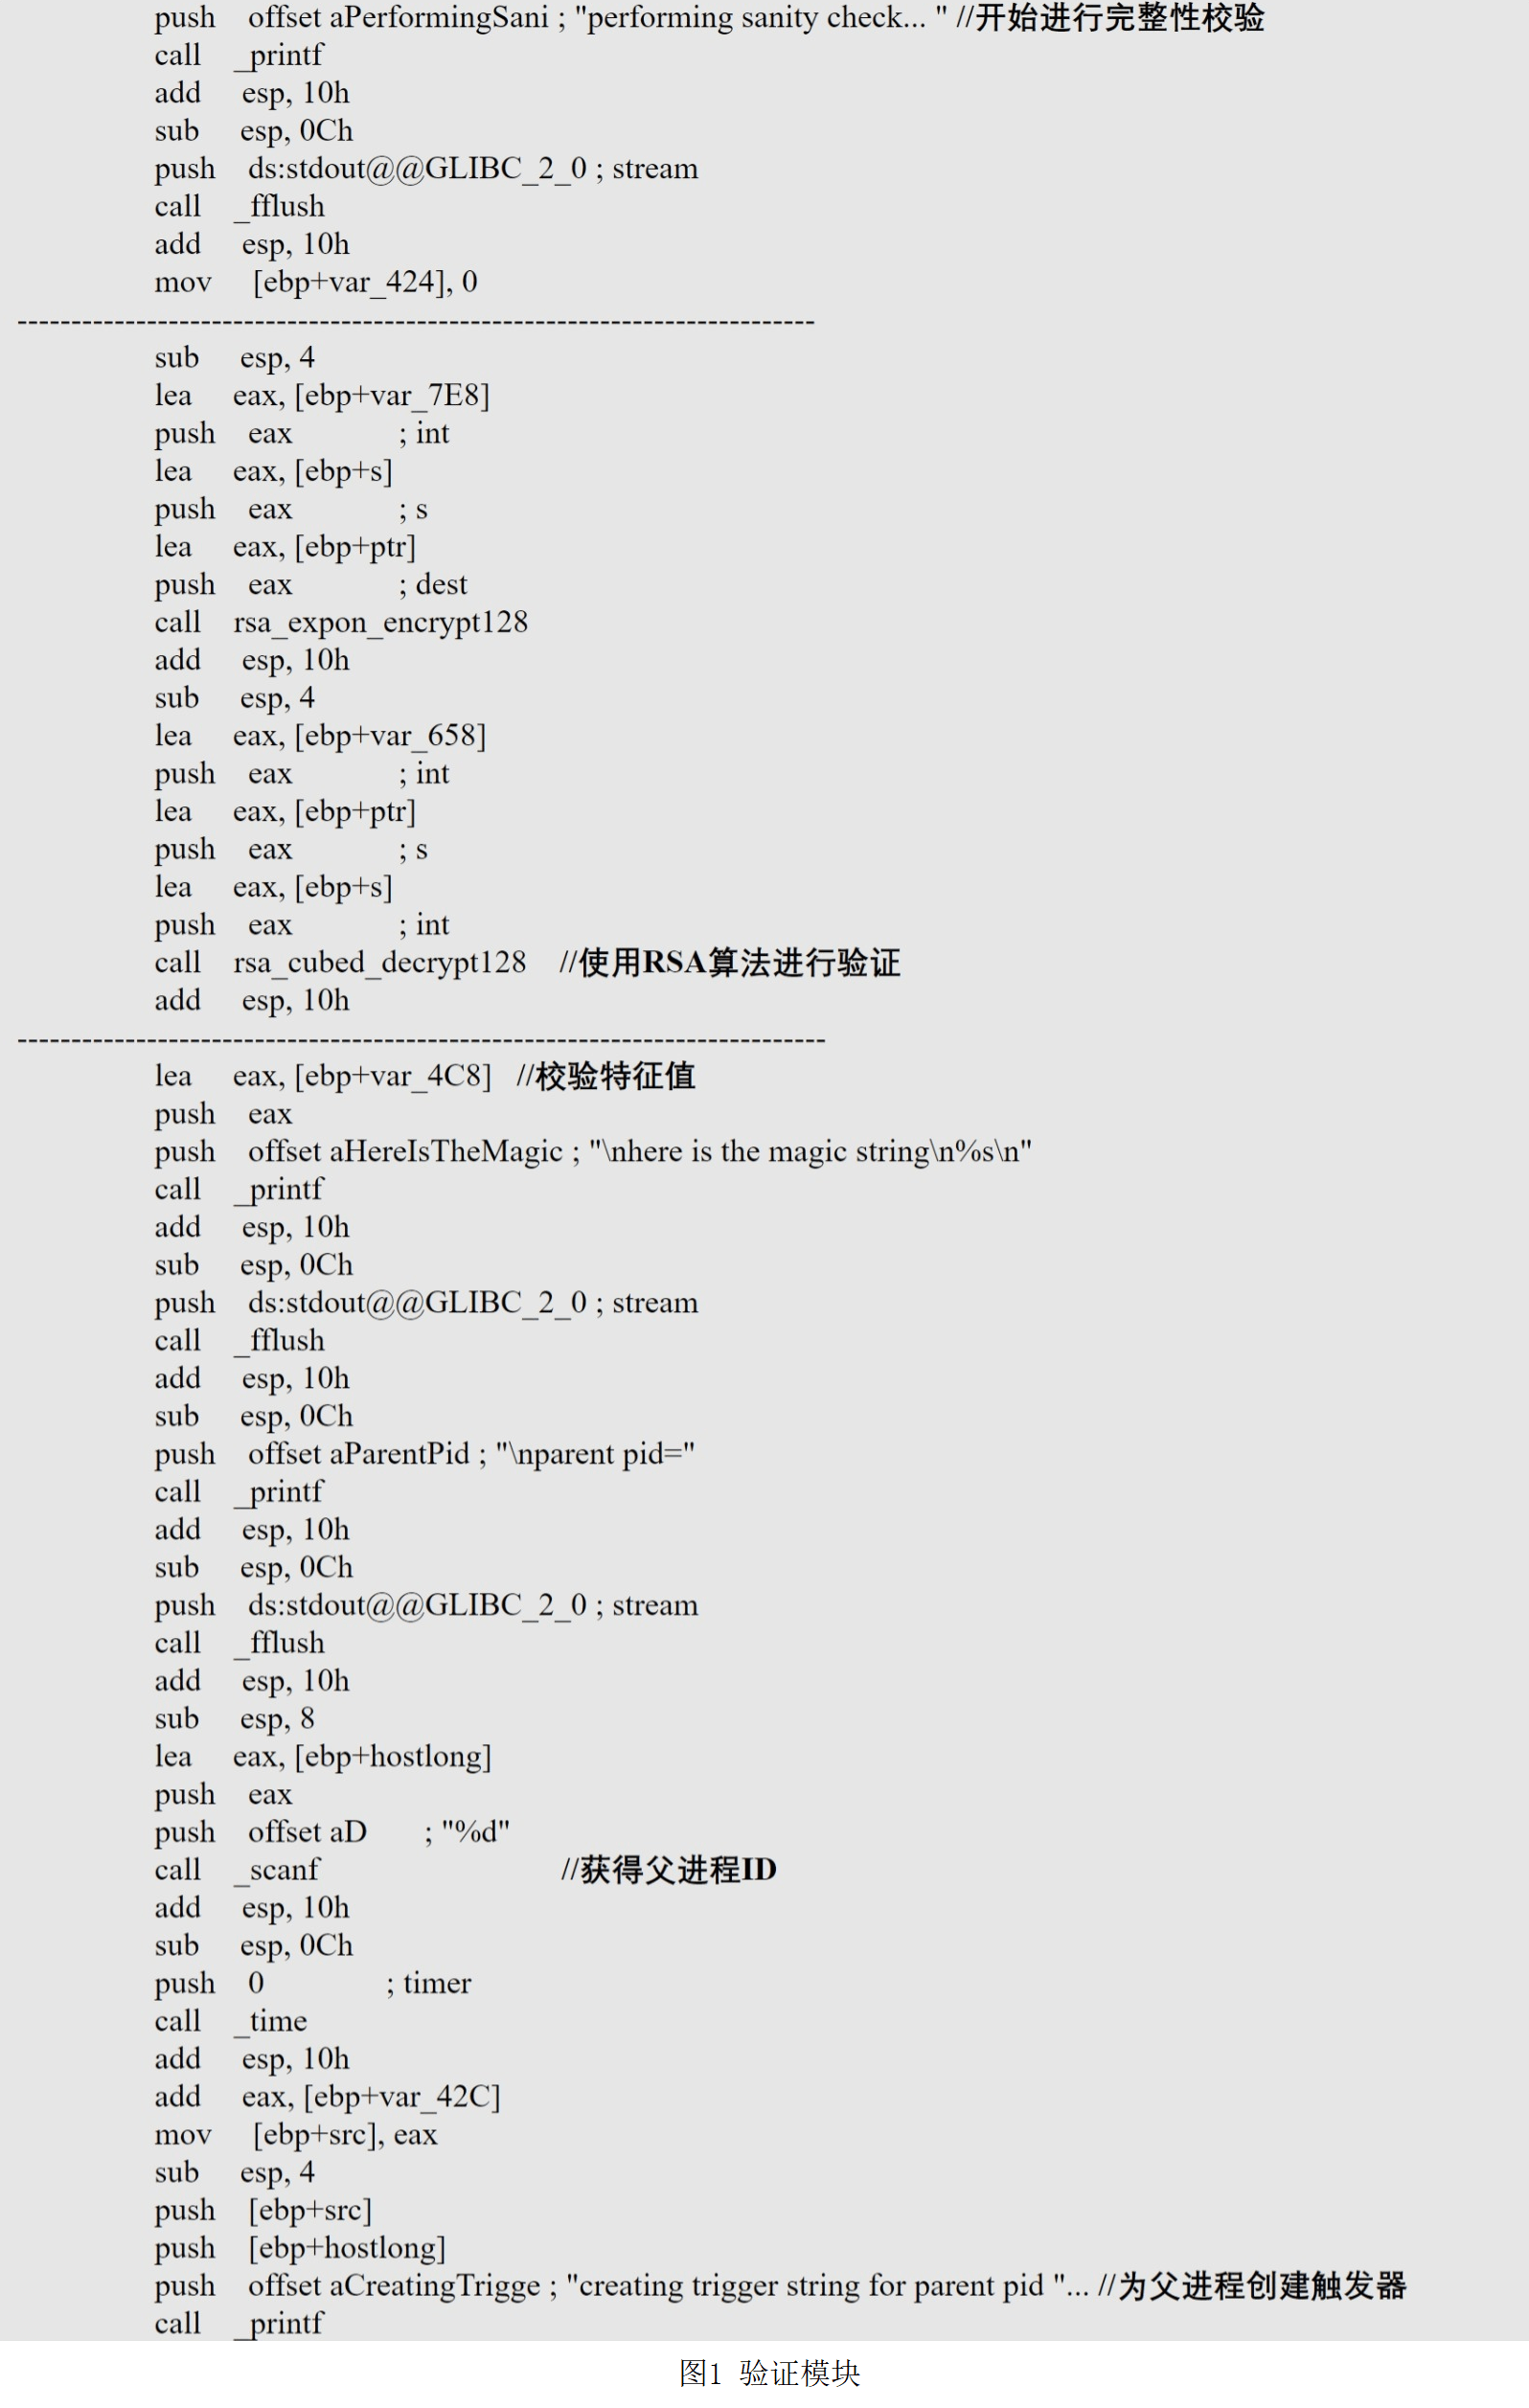 push offset aPerformingSani ; "performing sanity check... " //开始进行完整性校验
call _printf
add esp, 10h
sub esp, 0Ch
push ds:stdout@@GLIBC_2_0 ; stream
call _fflush
add esp, 10h
mov [ebp+var_424], 0
--------------------------------------------------------------------------
sub esp, 4
lea eax, [ebp+var_7E8]
push eax ; int
lea eax, [ebp+s]
push eax ; s
lea eax, [ebp+ptr]
push eax ; dest
call rsa_expon_encrypt128
add esp, 10h
sub esp, 4
lea eax, [ebp+var_658]
push eax ; int
lea eax, [ebp+ptr]
push eax ; s
lea eax, [ebp+s]
push eax ; int
call rsa_cubed_decrypt128 //使用RSA算法进行验证
add esp, 10h
---------------------------------------------------------------------------
lea eax, [ebp+var_4C8] //校验特征值
push eax
push offset aHereIsTheMagic ; "\nhere is the magic string\n%s\n"
call _printf
add esp, 10h
sub esp, 0Ch
push ds:stdout@@GLIBC_2_0 ; stream
call _fflush
add esp, 10h
sub esp, 0Ch
push offset aParentPid ; "\nparent pid="
call _printf
add esp, 10h
sub esp, 0Ch
push ds:stdout@@GLIBC_2_0 ; stream
call _fflush
add esp, 10h
sub esp, 8
lea eax, [ebp+hostlong]
push eax
push offset aD ; "%d"
call _scanf //获得父进程ID
add esp, 10h
sub esp, 0Ch
push 0 ; timer
call _time
add esp, 10h
add eax, [ebp+var_42C]
mov [ebp+src], eax
sub esp, 4
push [ebp+src]
push [ebp+hostlong]
push offset aCreatingTrigge ; "creating trigger string for parent pid "... //为父进程创建触发器
call _printf
图1 验证模块